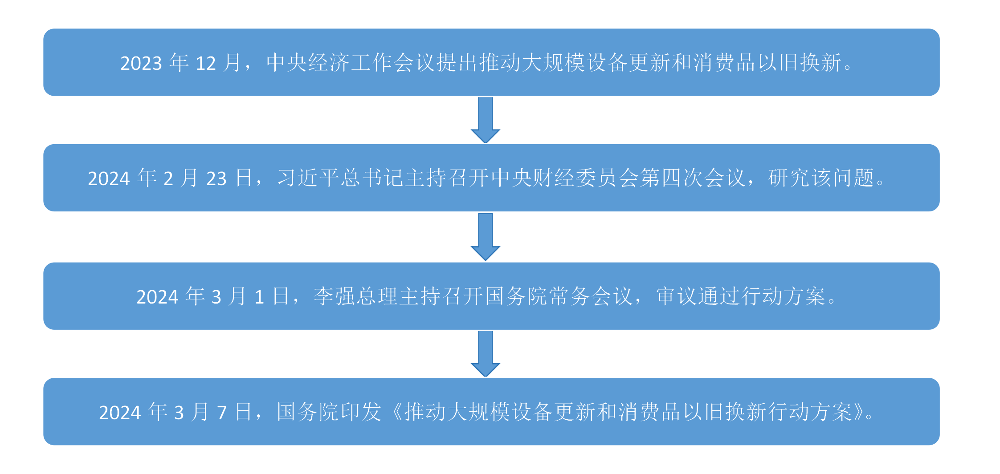 2023 年 12 月，中央经济工作会议提出推动大规模设备更新和消费品以旧换新。
2024 年 2 月 23 日，习近平总书记主持召开中央财经委员会第四次会议，研究该问题。
2024 年 3 月 1 日，李强总理主持召开国务院常务会议，审议通过行动方案。
2024 年 3 月 7 日，国务院印发《推动大规模设备更新和消费品以旧换新行动方案》。